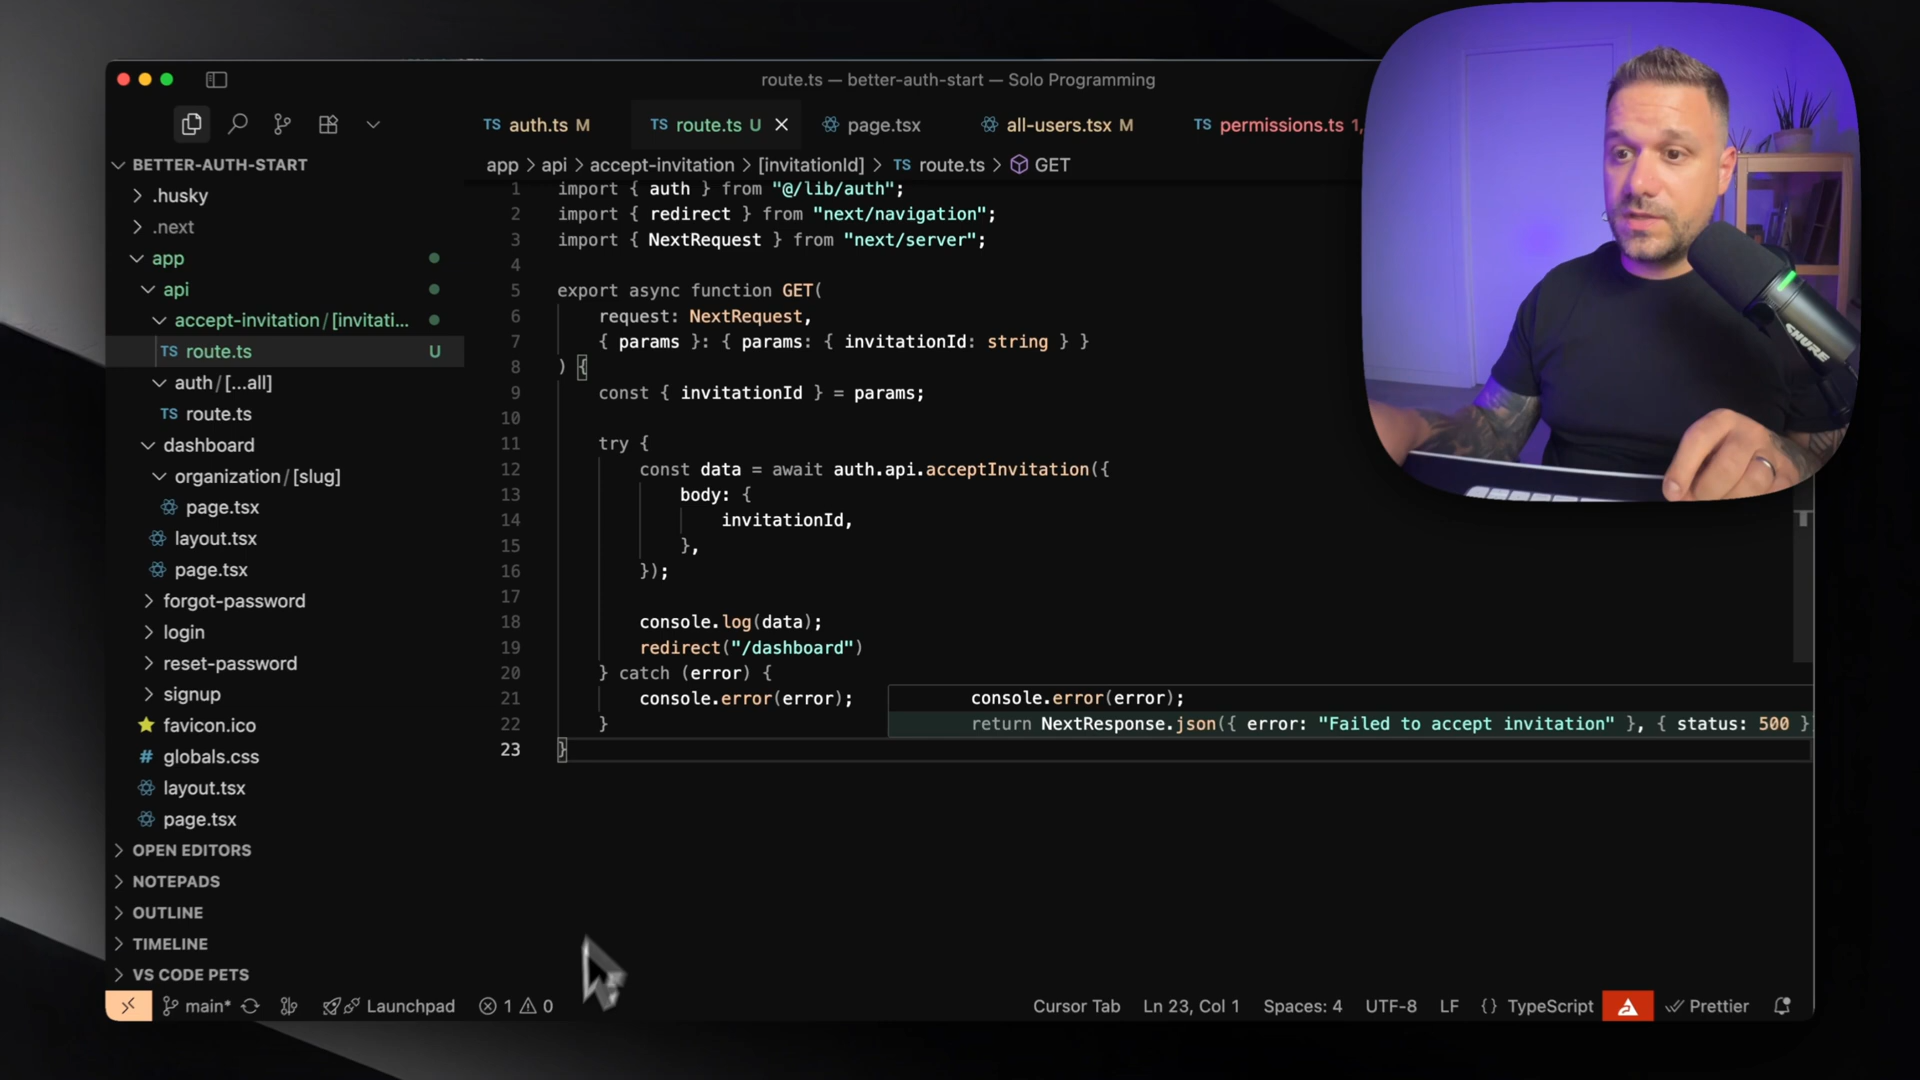 route.ts — better-auth-start — Solo Programming
TS auth.ts M
TS route.ts U
page.tsx
all-users.tsx M
TS permissions.ts 1,
app > api > accept-invitation > [invitationId] > TS route.ts > GET
BETTER-AUTH-START
.husky
.next
app
api
accept-invitation/[invitati...
TS route.ts U
auth/[...all]
TS route.ts
dashboard
organization/[slug]
page.tsx
layout.tsx
page.tsx
forgot-password
login
reset-password
signup
favicon.ico
# globals.css
layout.tsx
page.tsx
OPEN EDITORS
NOTEPADS
OUTLINE
TIMELINE
VS CODE PETS
1 import { auth } from "@/lib/auth";
2 import { redirect } from "next/navigation";
3 import { NextRequest } from "next/server";
4
5 export async function GET(
6 request: NextRequest,
7 { params }: { params: { invitationId: string } }
8 ) {
9 const { invitationId } = params;
10
11 try {
12 const data = await auth.api.acceptInvitation({
13 body: {
14 invitationId,
15 },
16 });
17
18 console.log(data);
19 redirect("/dashboard")
20 } catch (error) {
21 console.error(error);
22 }
23 }
console.error(error);
return NextResponse.json({ error: "Failed to accept invitation" }, { status: 500 }
SHURE
main*
Launchpad
1
0
Cursor Tab
Ln 23, Col 1
Spaces: 4
UTF-8
LF
{} TypeScript
Prettier